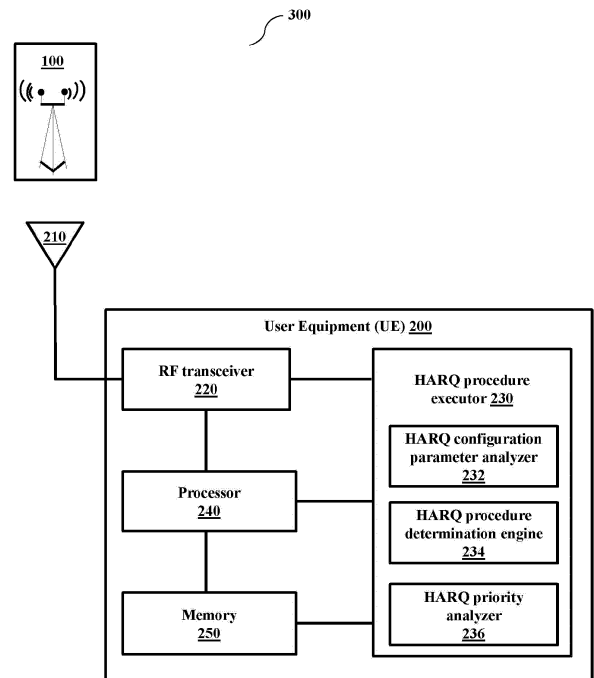 300
100
210
User Equipment (UE) 200
RF transceiver
220
HARQ procedure
executor 230
HARQ configuration
parameter analyzer
232
Processor
240
HARQ procedure
determination engine
234
Memory
250
HARQ priority
analyzer
236